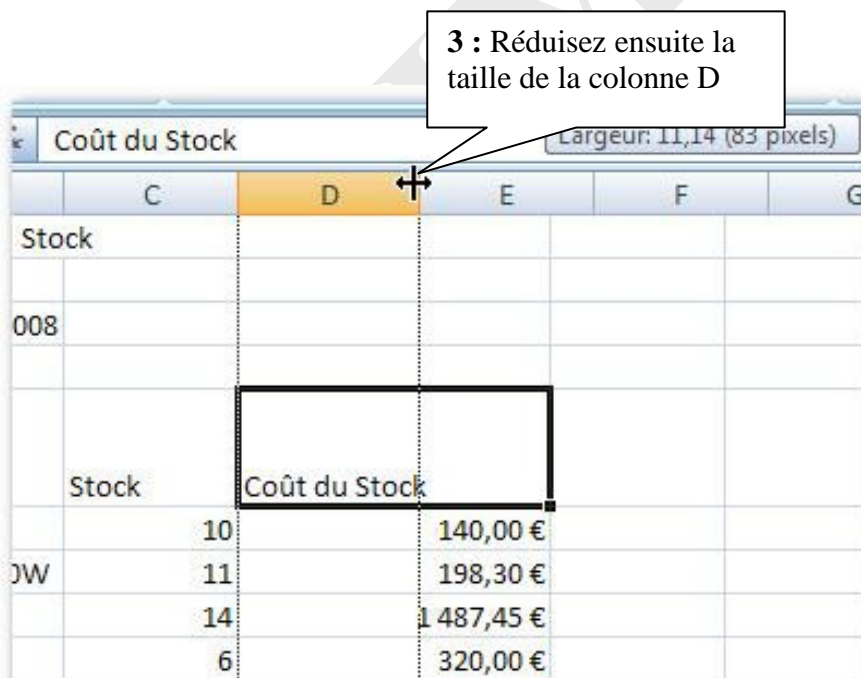 3 : Réduisez ensuite la
taille de la colonne D
Coût du Stock
Largeur: 11,14 (83 pixels)
C D E F G
Stock
008
Stock Coût du Stock
10 140,00 €
0W 11 198,30 €
14 1 487,45 €
6 320,00 €